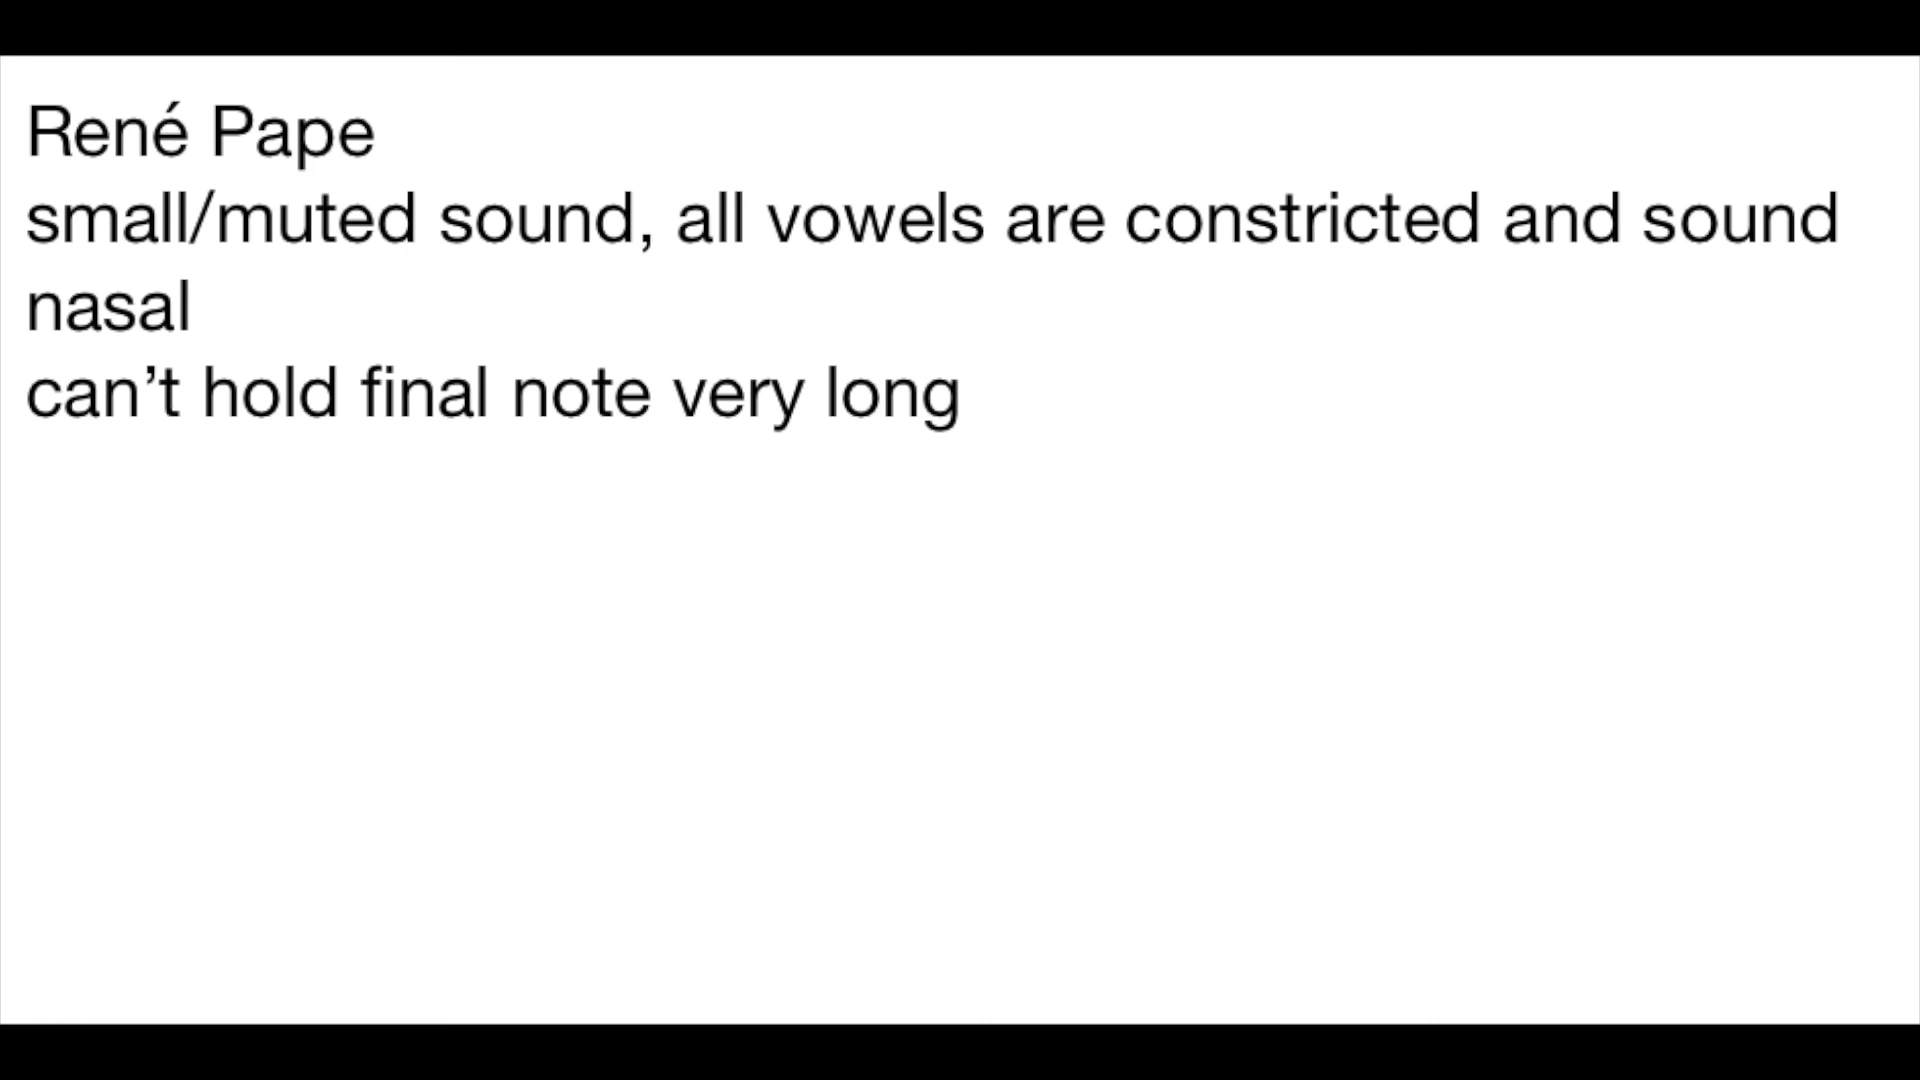 René Pape
small/muted sound, all vowels are constricted and sound
nasal
can’t hold final note very long